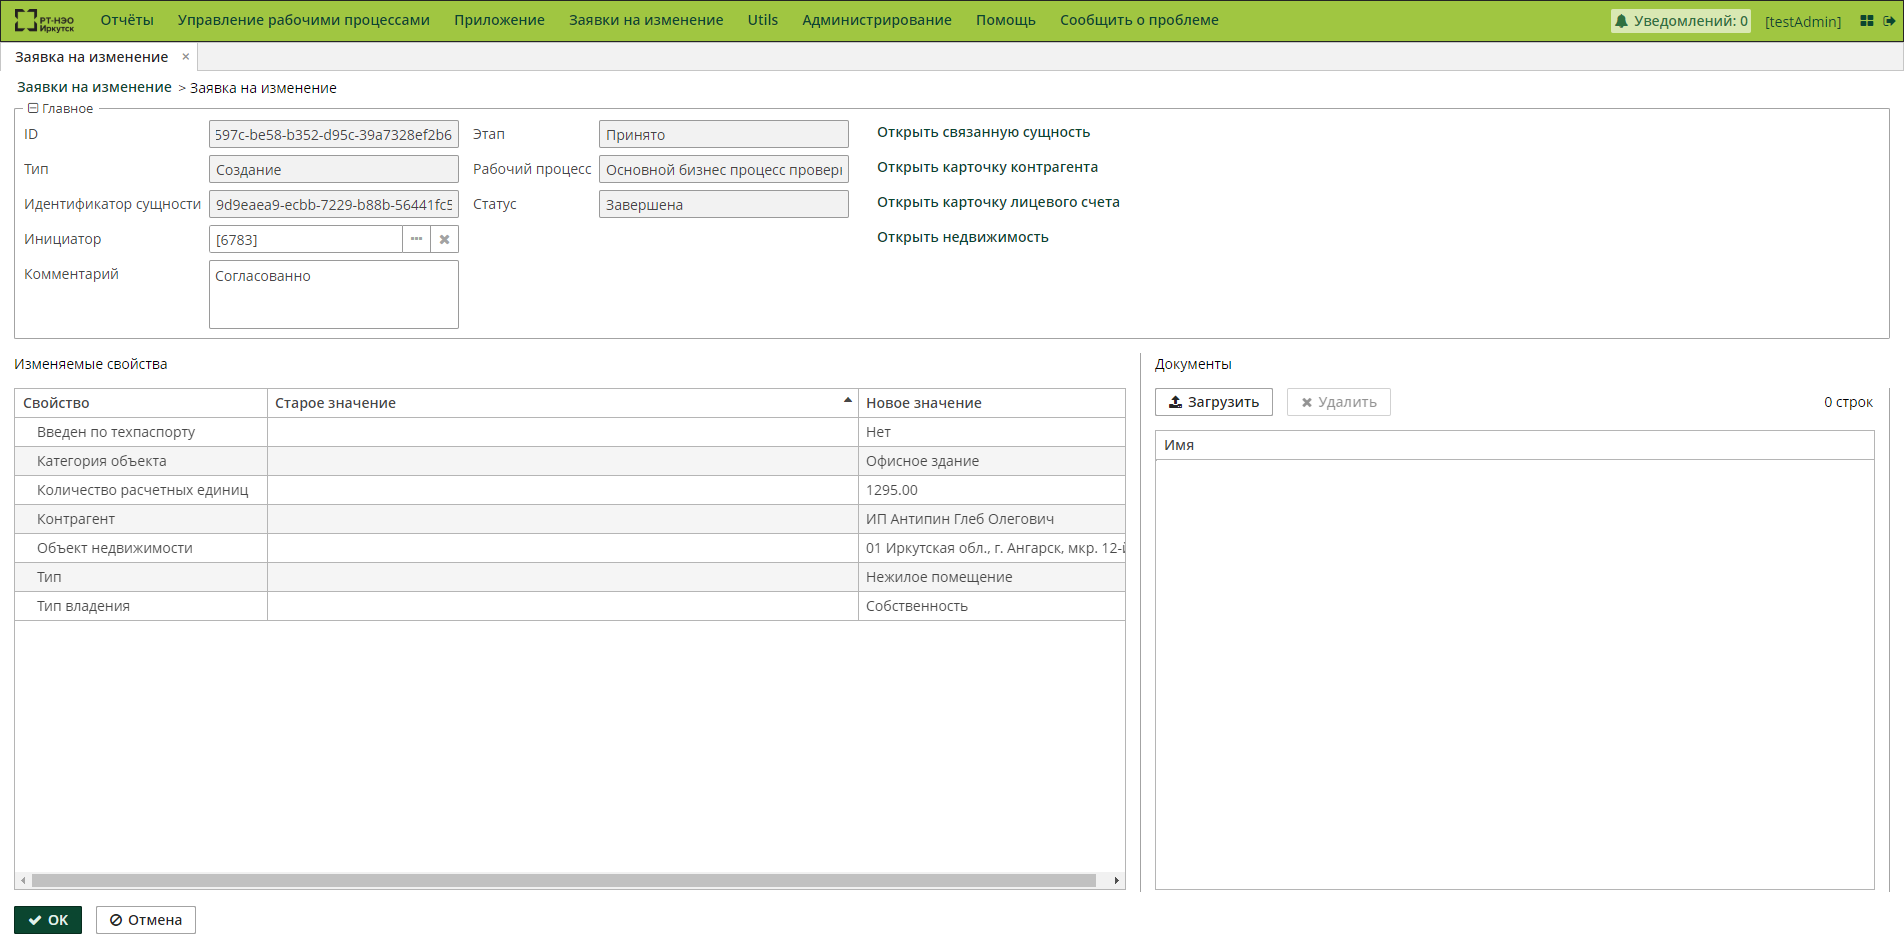 РТ-НЭО Иркутск Отчёты Управление рабочими процессами Приложение Заявки на изменение Utils Администрирование Помощь Сообщить о проблеме Уведомлений: 0 [testAdmin]
Заявка на изменение ×
Заявки на изменение > Заявка на изменение
Главное
ID 597c-be58-b352-d95c-39a7328ef2b6 Этап Принято Открыть связанную сущность
Тип Создание Рабочий процесс Основной бизнес процесс Открыть карточку контрагента
Идентификатор сущности 9d9eaea9-ecbb-7229-b88b-56441fc5 Статус Завершена Открыть карточку лицевого счета
Инициатор [6783] Открыть недвижимость
Комментарий Согласованно
Изменяемые свойства Документы
Свойство Старое значение Новое значение
Загрузить Удалить 0 строк
Введен по техпаспорту Нет
Имя
Категория объекта Офисное здание
Количество расчетных единиц 1295.00
Контрагент ИП Антипин Глеб Олегович
Объект недвижимости 01 Иркутская обл., г. Ангарск, мкр. 12-й
Тип Нежилое помещение
Тип владения Собственность
OK Отмена